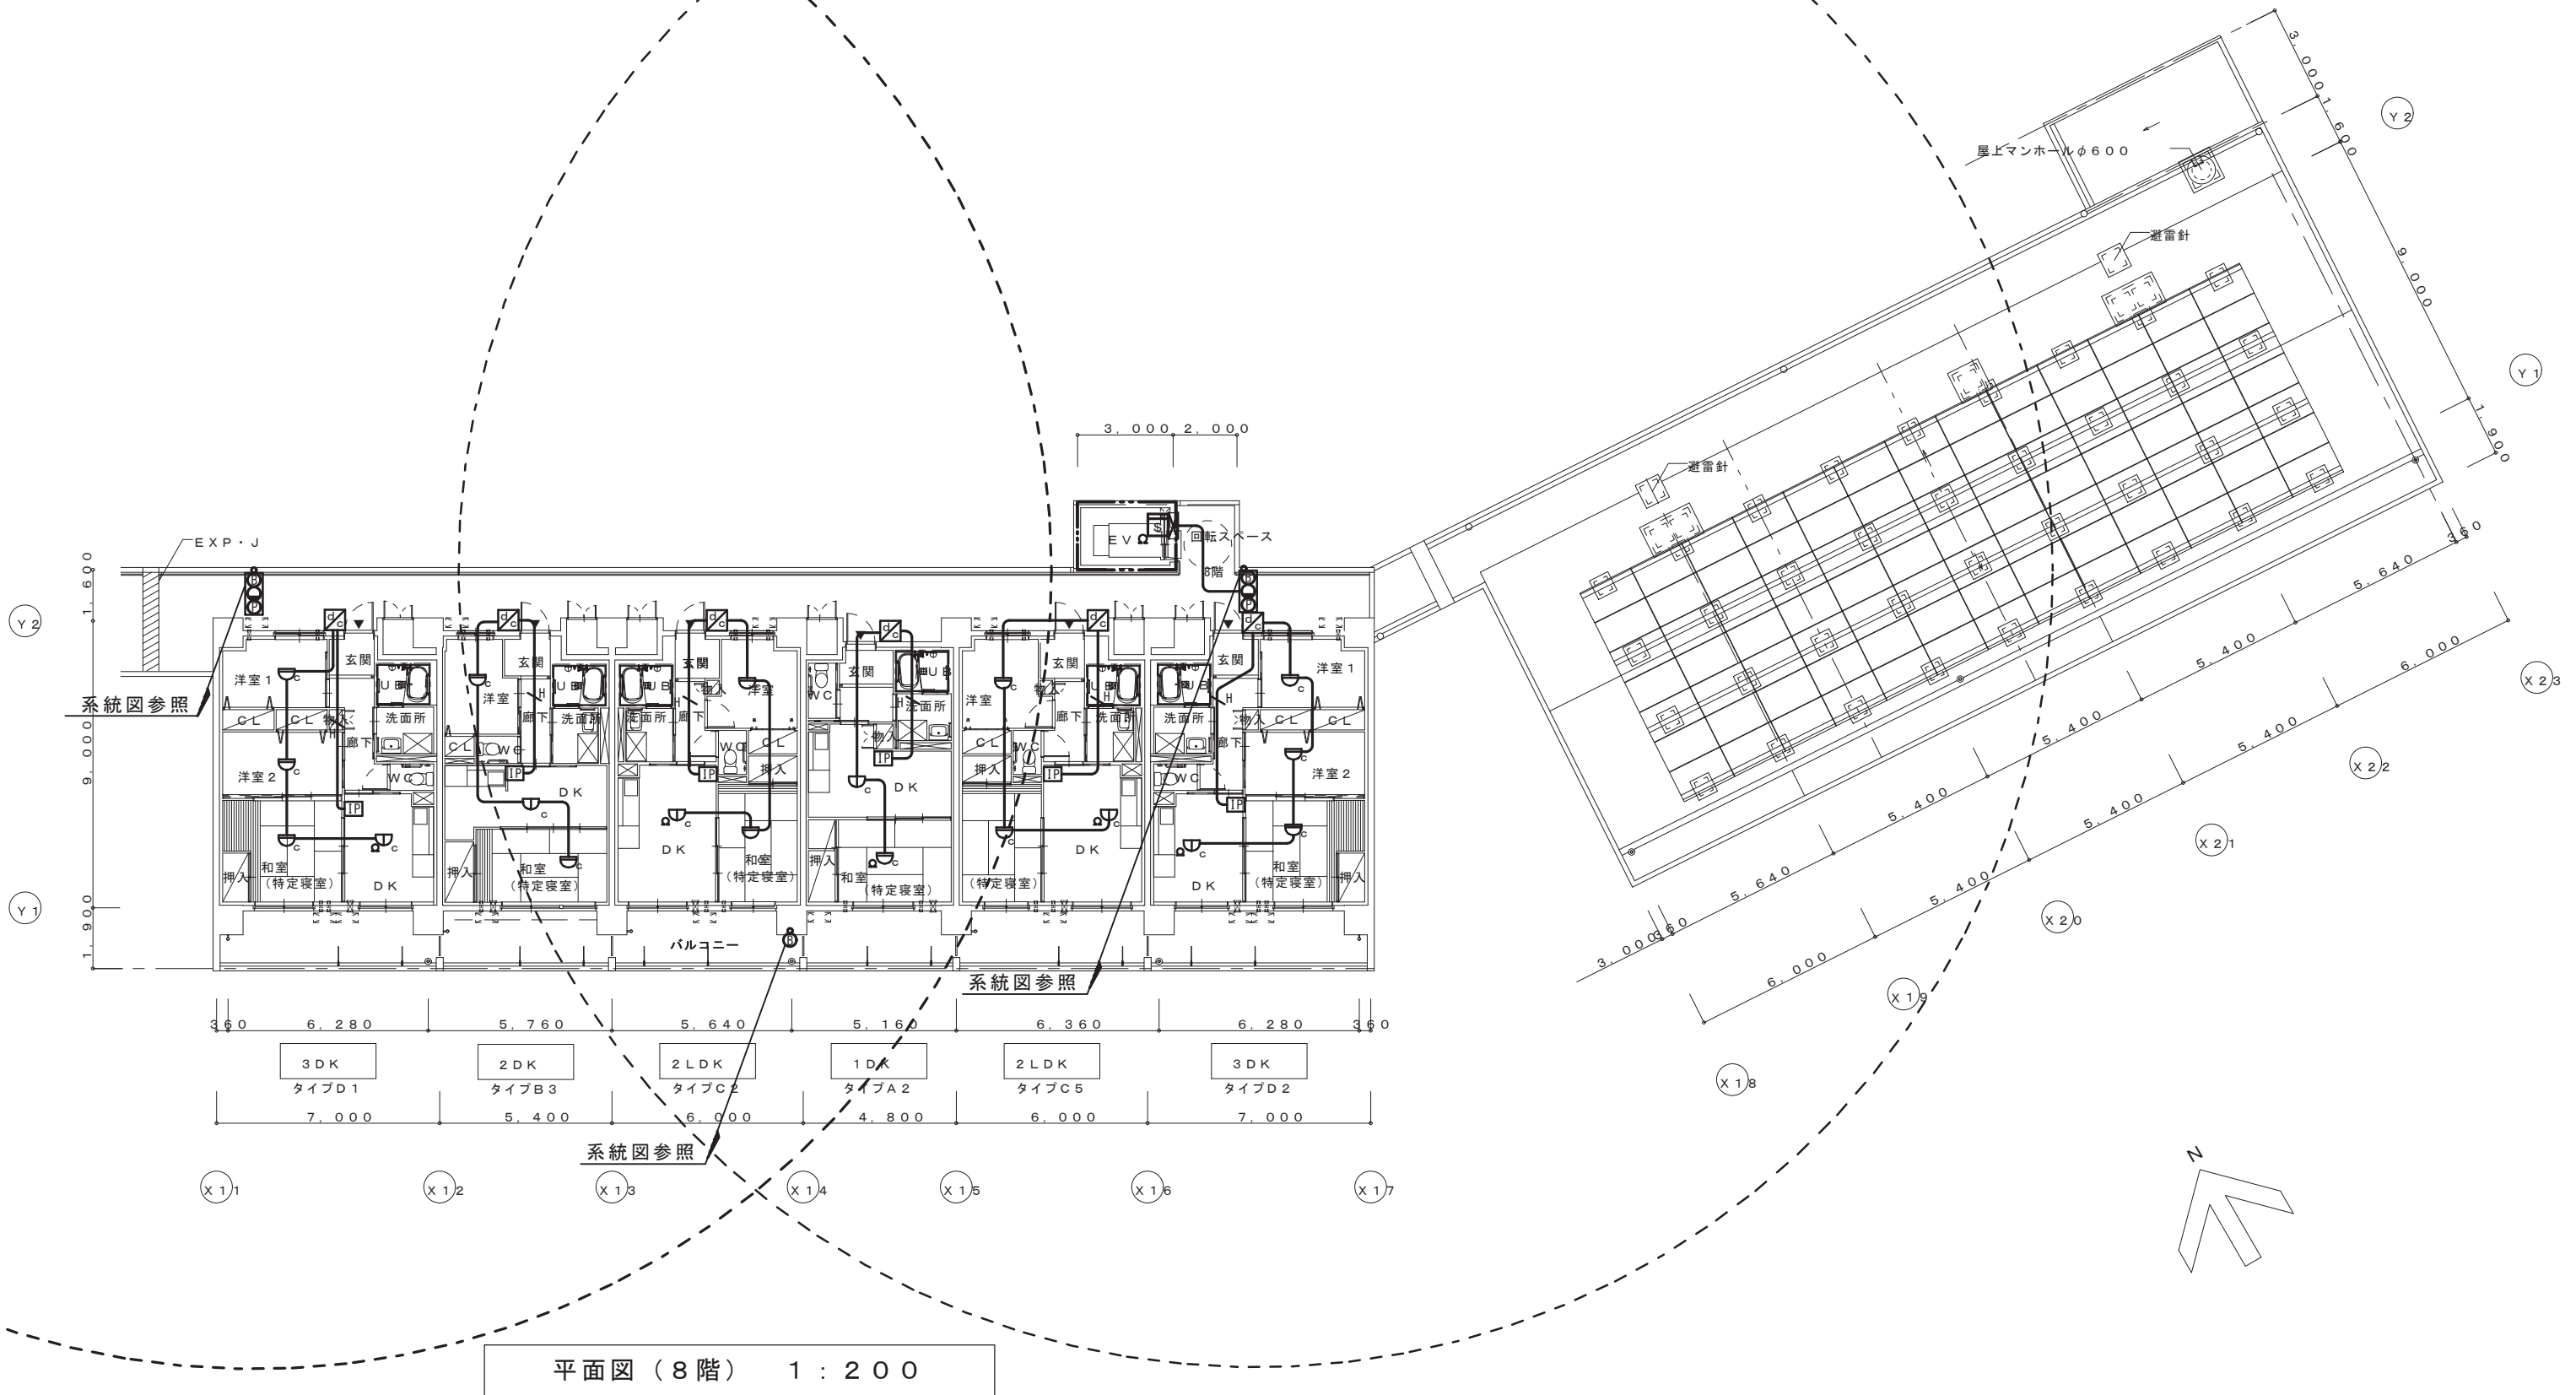 屋上マンホールφ600
避雷針
避雷針
3,000
1,600
9,000
1,900
Y2
Y1
3,000 2,000
EXP・J
EV
回転スペース
8階
1,600
9,000
1,900
Y2
Y1
系統図参照
玄関
玄関
玄関
玄関
玄関
玄関
洋室1
UB
洋室
UB
UB
物入
洋室
WC
UB
洋室
物入
UB
UB
洋室1
CL
CL
物入
洗面所
廊下
洗面所
洗面所
廊下
洗面所
廊下
洗面所
洗面所
物入
CL
CL
廊下
CL
WC
WC
CL
物入
CL
WC
廊下
洋室2
WC
押入
押入
WC
洋室2
DK
DK
DK
DK
押入
和室
(特定寝室)
DK
押入
和室
(特定寝室)
和室
(特定寝室)
押入
和室
(特定寝室)
(特定寝室)
DK
和室
(特定寝室)
押入
IP
IP
IP
IP
IP
IP
バルコニー
系統図参照
360
6,280
5,760
5,640
5,160
6,360
6,280
360
3DK
2DK
2LDK
1DK
2LDK
3DK
タイプD1
タイプB3
タイプC2
タイプA2
タイプC5
タイプD2
7,000
5,400
6,000
4,800
6,000
7,000
系統図参照
X11
X12
X13
X14
X15
X16
X17
3,000
360
5,640
5,400
5,400
5,400
5,640
360
6,000
5,400
5,400
5,400
6,000
X18
X19
X20
X21
X22
X23
N
平面図(8階) 1:200